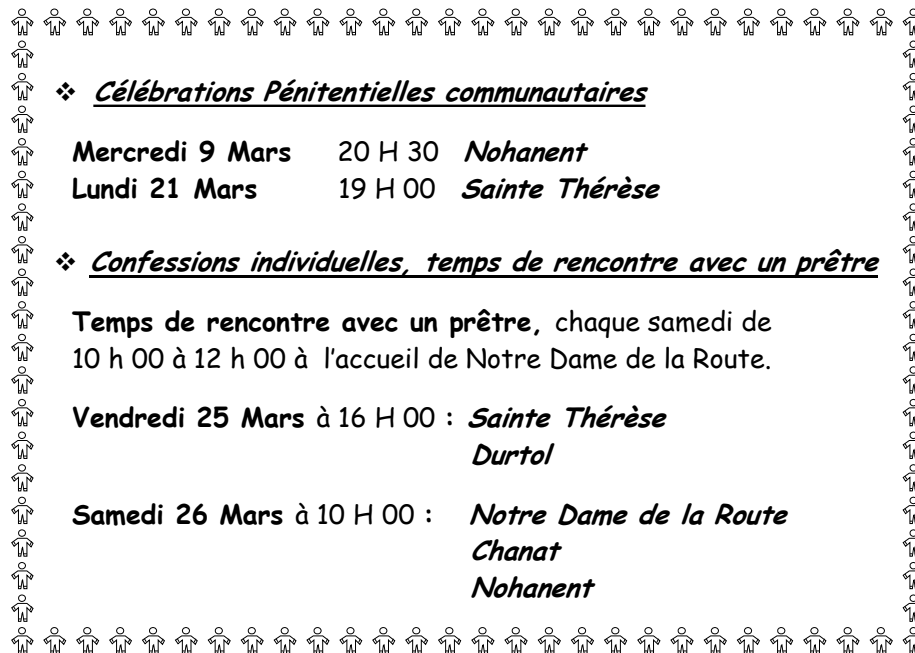 ❖ Célébrations Pénitentielles communautaires
Mercredi 9 Mars 20 H 30 Nohanent
Lundi 21 Mars 19 H 00 Sainte Thérèse
❖ Confessions individuelles, temps de rencontre avec un prêtre
Temps de rencontre avec un prêtre, chaque samedi de
10 h 00 à 12 h 00 à l’accueil de Notre Dame de la Route.
Vendredi 25 Mars à 16 H 00 : Sainte Thérèse
Durtol
Samedi 26 Mars à 10 H 00 : Notre Dame de la Route
Chanat
Nohanent